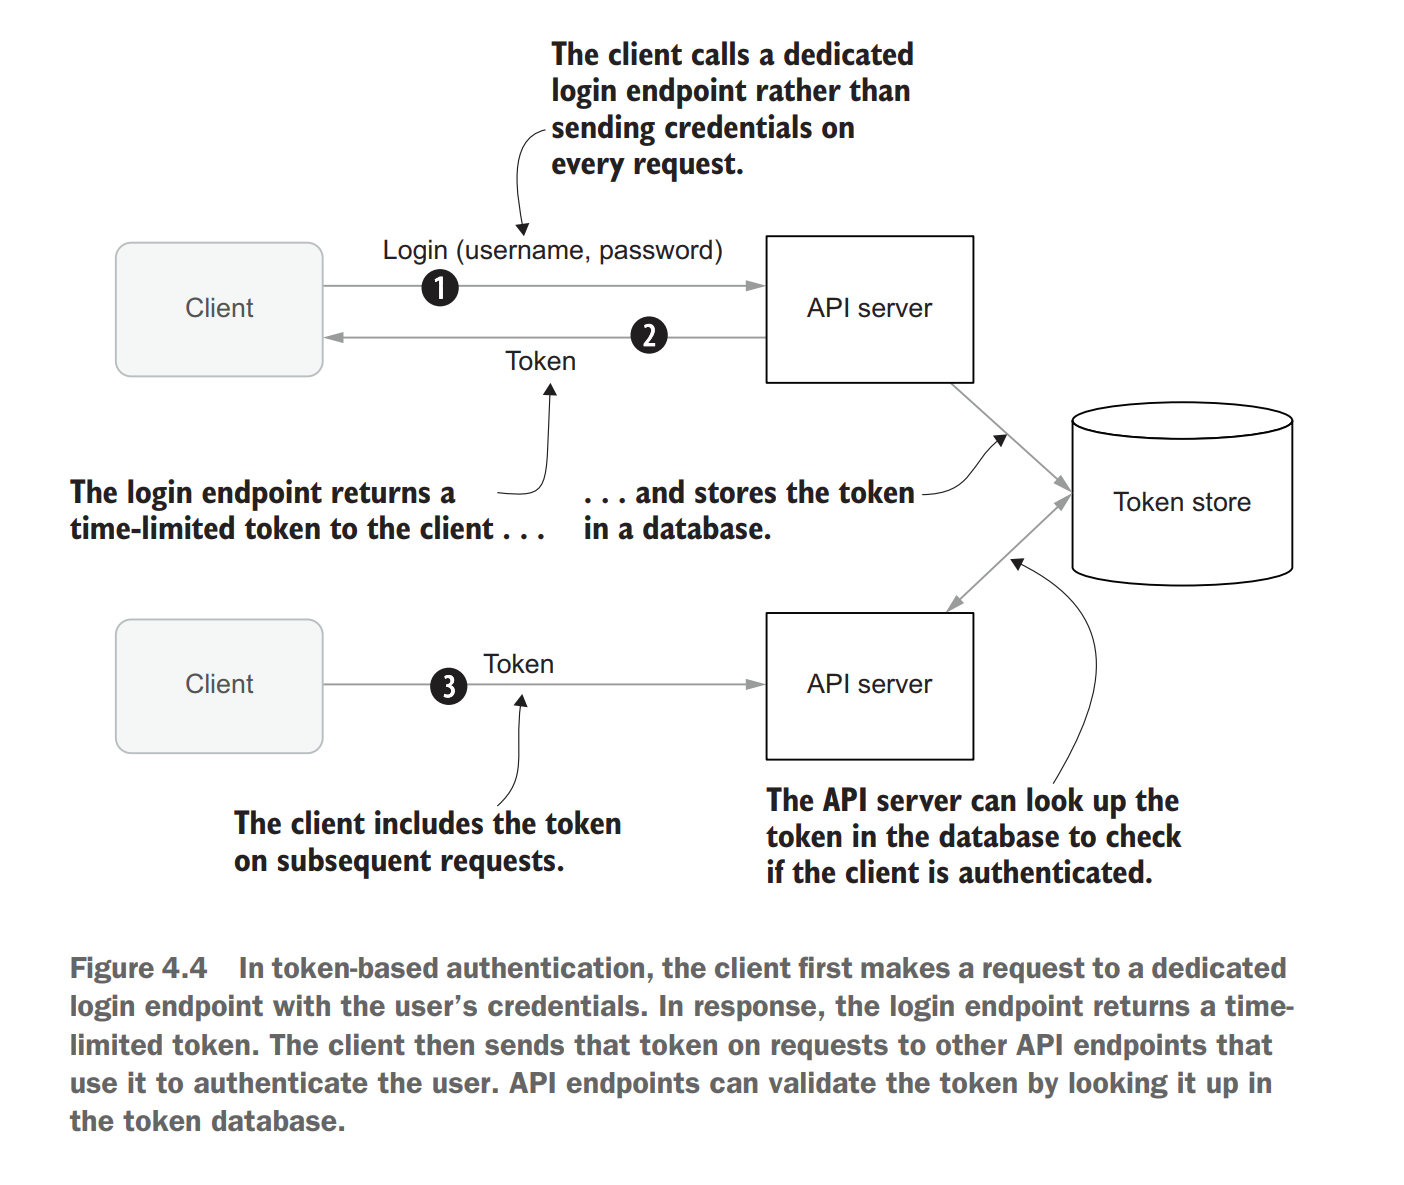 The client calls a dedicated
login endpoint rather than
sending credentials on
every request.
Login (username, password)
Client
1
API server
2
Token
The login endpoint returns a
time-limited token to the client . . .
. . . and stores the token
in a database.
Token store
Client
Token
3
API server
The client includes the token
on subsequent requests.
The API server can look up the
token in the database to check
if the client is authenticated.
Figure 4.4 In token-based authentication, the client first makes a request to a dedicated
login endpoint with the user’s credentials. In response, the login endpoint returns a time-
limited token. The client then sends that token on requests to other API endpoints that
use it to authenticate the user. API endpoints can validate the token by looking it up in
the token database.